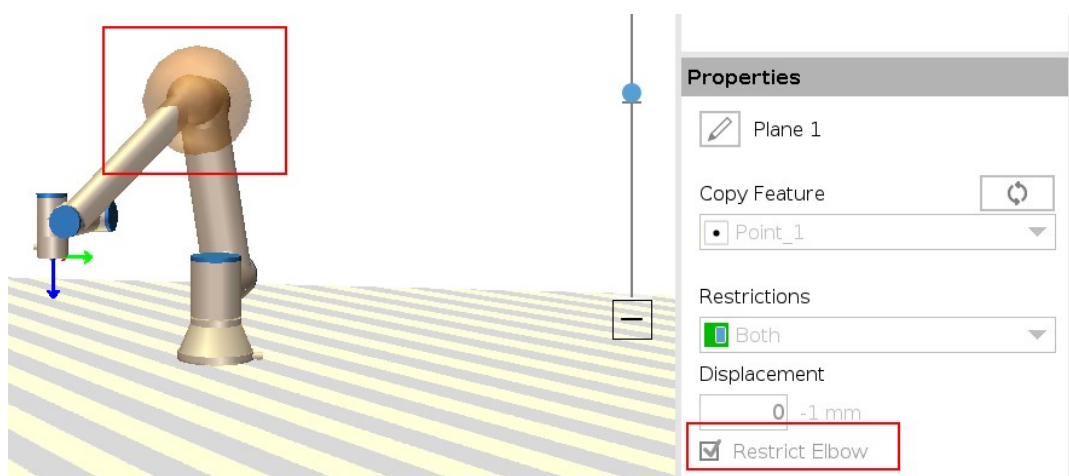 Properties
Plane 1
Copy Feature
Point_1
Restrictions
Both
Displacement
0 -1 mm
Restrict Elbow